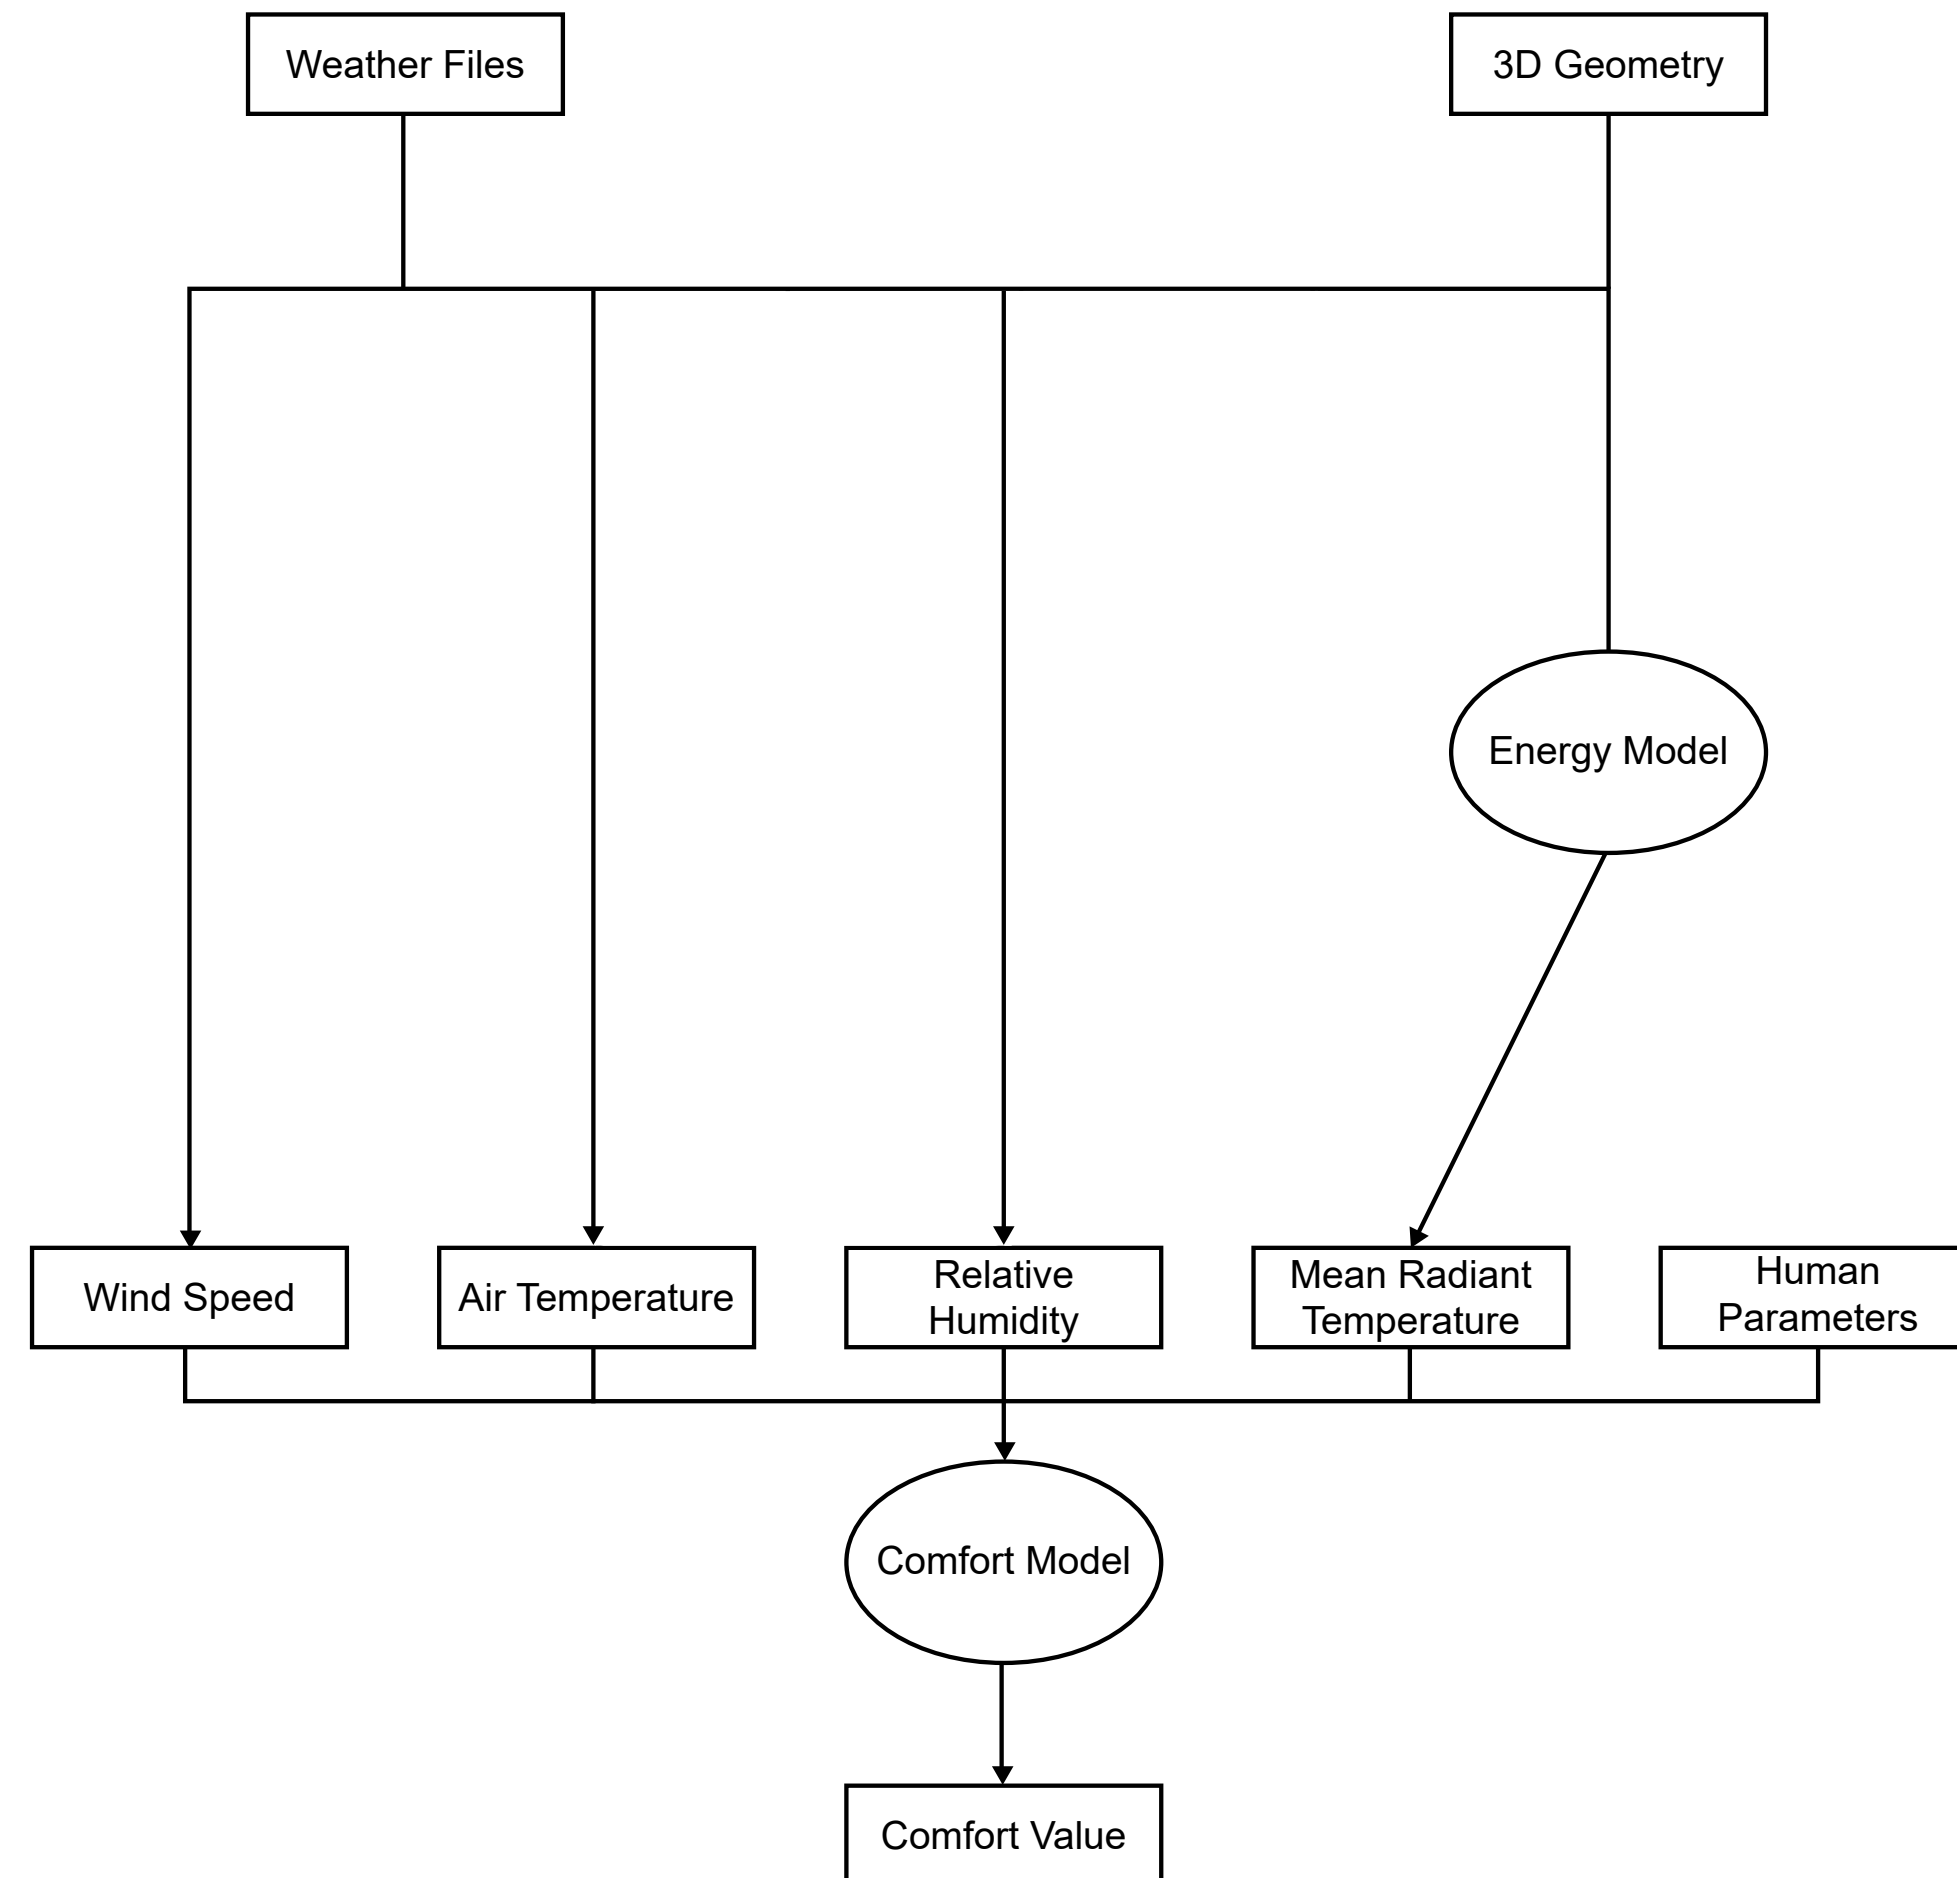 Weather Files
3D Geometry
Energy Model
Wind Speed
Air Temperature
Relative
Humidity
Mean Radiant
Temperature
Human
Parameters
Comfort Model
Comfort Value